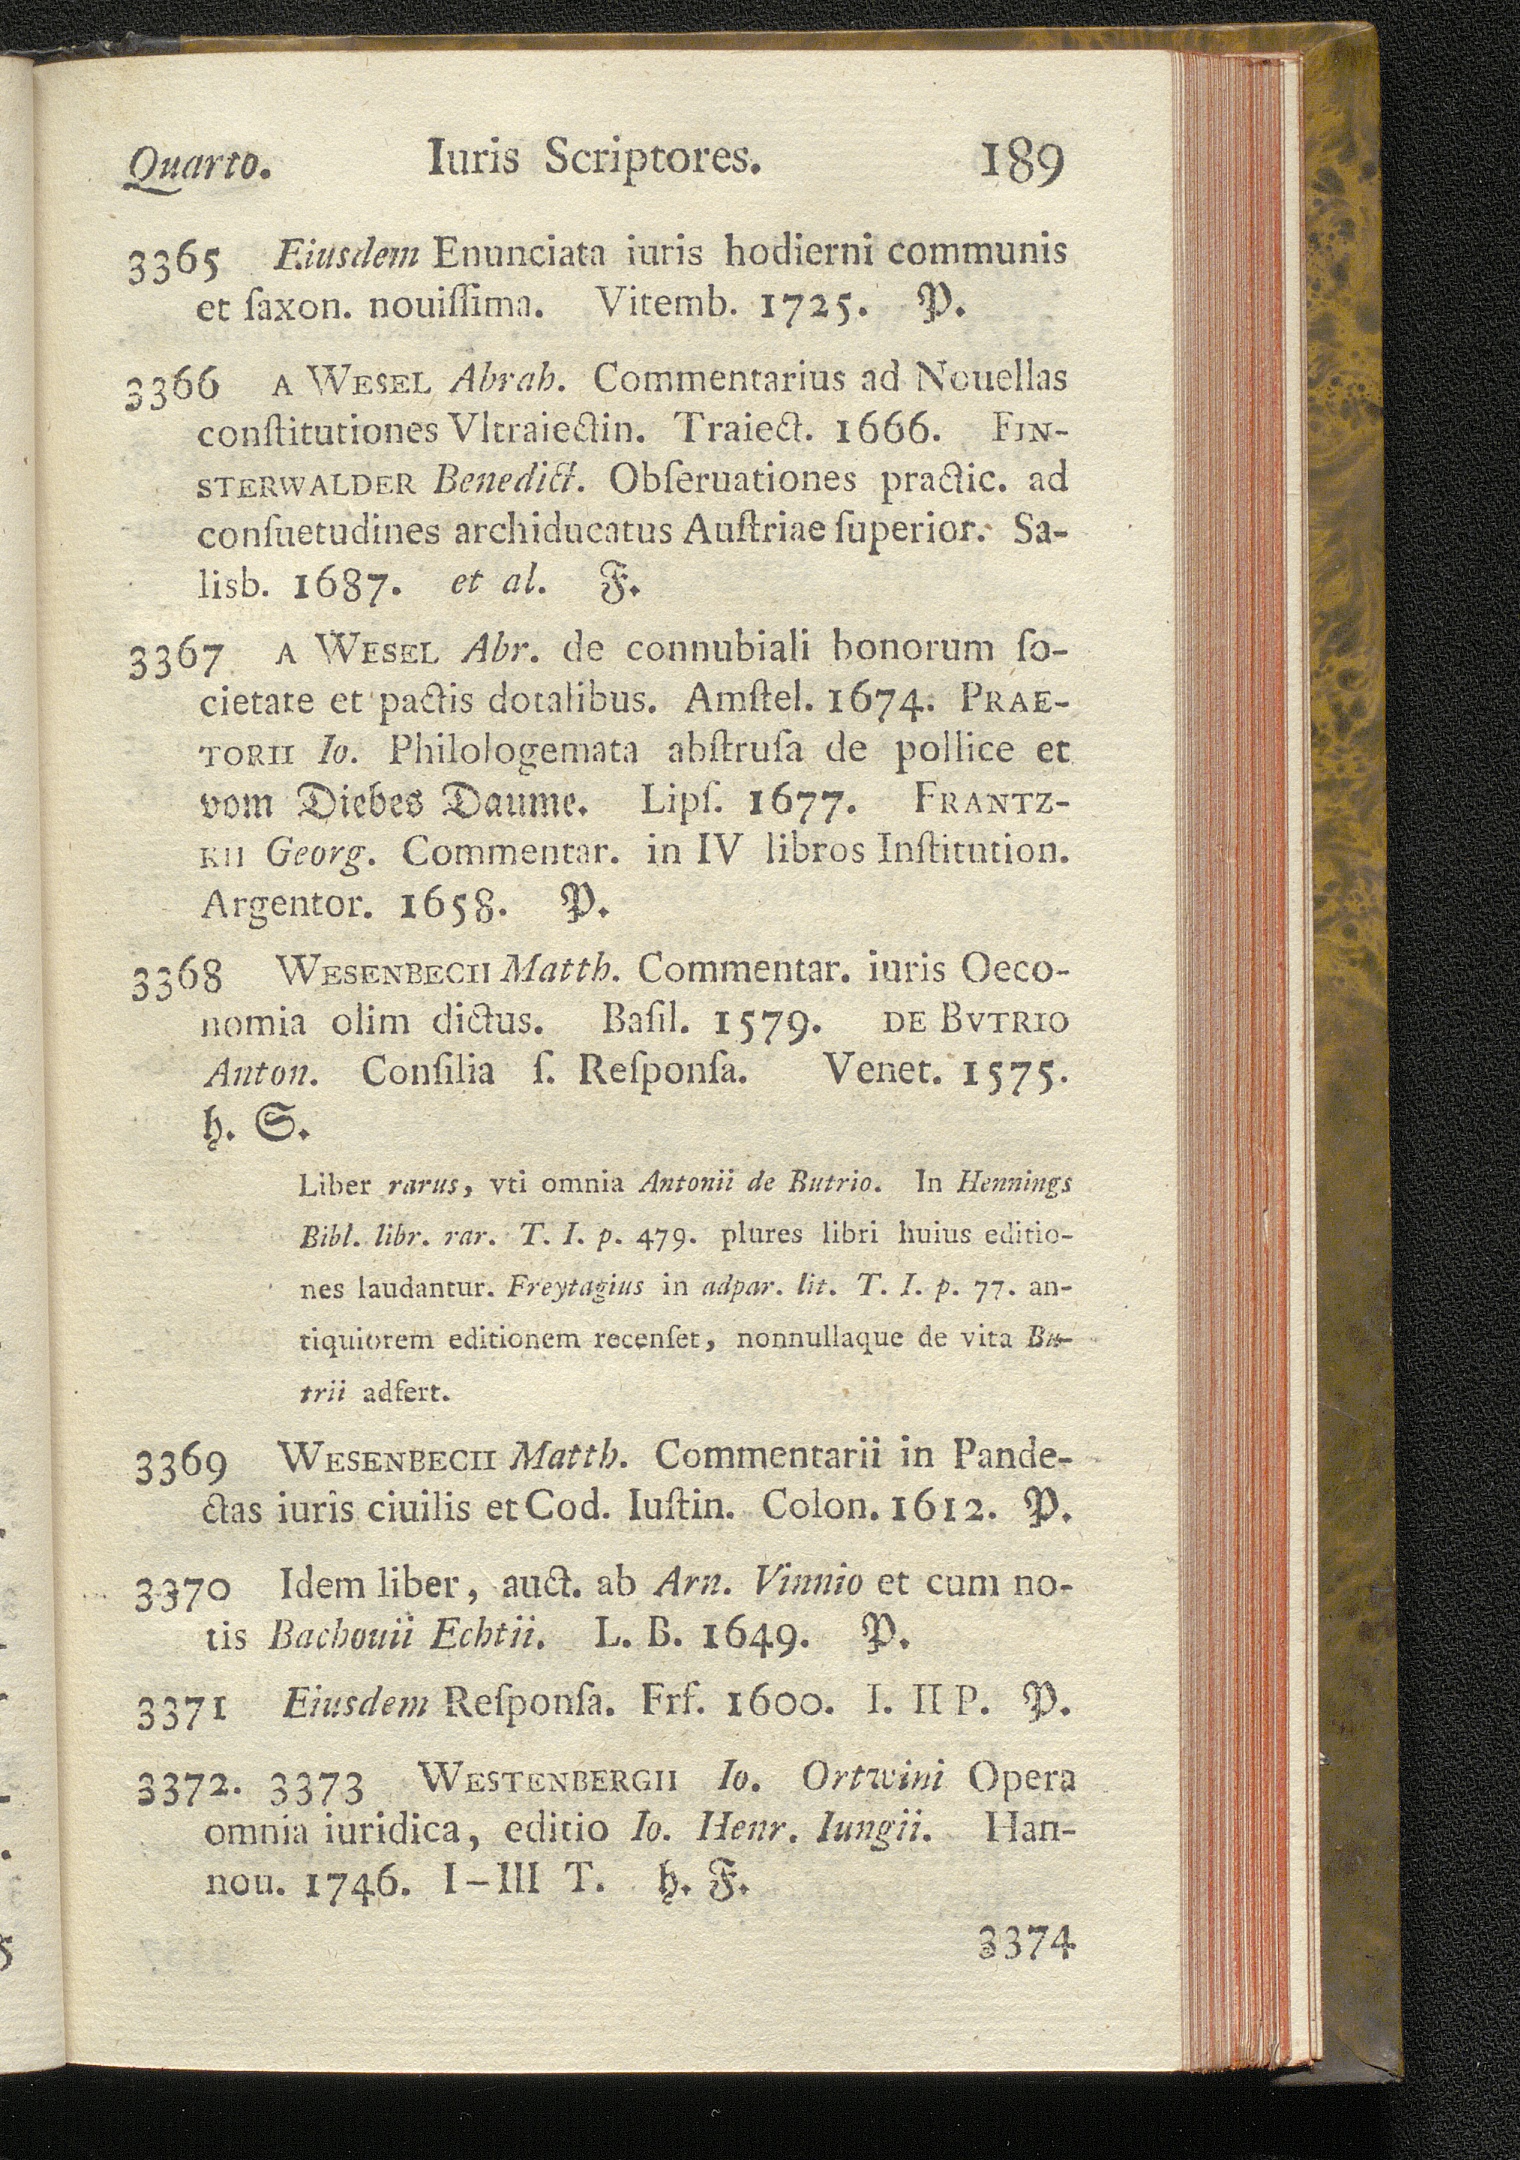 Quarto. Iuris Scriptores. 189
3365 Eiusdem Enunciata iuris hodierni communis
et ſaxon. nouiſſima. Vitemb. 1725. P.
3366 A WESEL Abrah. Commentarius ad Nouellas
conſtitutiones Vltraiectin. Traiect. 1666. FIN-
STERWALDER Benedict. Obſeruationes practic. ad
conſuetudines archiducatus Auſtriae ſuperior. Sa-
lisb. 1687. et al. F.
3367 A WESEL Abr. de connubiali bonorum ſo-
cietate et pactis dotalibus. Amſtel. 1674. PRAE-
TORII Io. Philologemata abſtruſa de pollice et
vom Diebes Daume. Lipſ. 1677. FRANTZ-
KII Georg. Commentar. in IV libros Inſtitution.
Argentor. 1658. P.
3368 WESENBECII Matth. Commentar. iuris Oeco-
nomia olim dictus. Baſil. 1579. DE BVTRIO
Anton. Conſilia ſ. Reſponſa. Venet. 1575.
h. S.
Liber rarus, vti omnia Antonii de Butrio. In Hennings
Bibl. libr. rar. T. I. p. 479. plures libri huius editio-
nes laudantur. Freytagius in adpar. lit. T. I. p. 77. an-
tiquiorem editionem recenſet, nonnullaque de vita Bu-
trii adfert.
3369 WESENBECII Matth. Commentarii in Pande-
ctas iuris ciuilis et Cod. Iuſtin. Colon. 1612. P.
3370 Idem liber, auct. ab Arn. Vinnio et cum no-
tis Bachouii Echtii. L. B. 1649. P.
3371 Eiusdem Reſponſa. Frf. 1600. I. II P. P.
3372. 3373 WESTENBERGII Io. Ortwini Opera
omnia iuridica, editio Io. Henr. Iungii. Han-
nou. 1746. I–III T. h. F.
3374